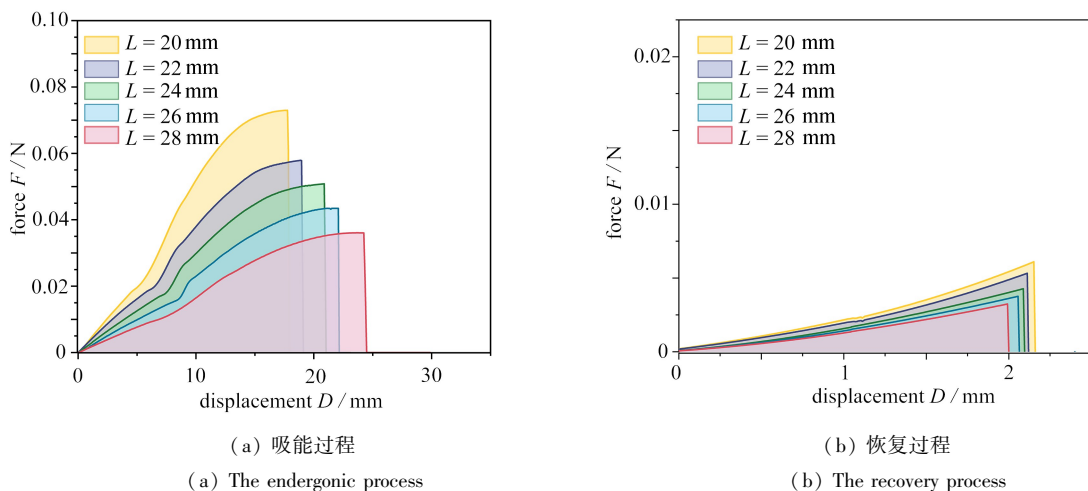 0.10
0.08
0.06
0.04
0.02
0
0
10
20
30
force F / N
displacement D / mm
L = 20 mm
L = 22 mm
L = 24 mm
L = 26 mm
L = 28 mm
(a) 吸能过程
(a) The endergonic process
0.02
0.01
0
0
1
2
force F / N
displacement D / mm
L = 20 mm
L = 22 mm
L = 24 mm
L = 26 mm
L = 28 mm
(b) 恢复过程
(b) The recovery process